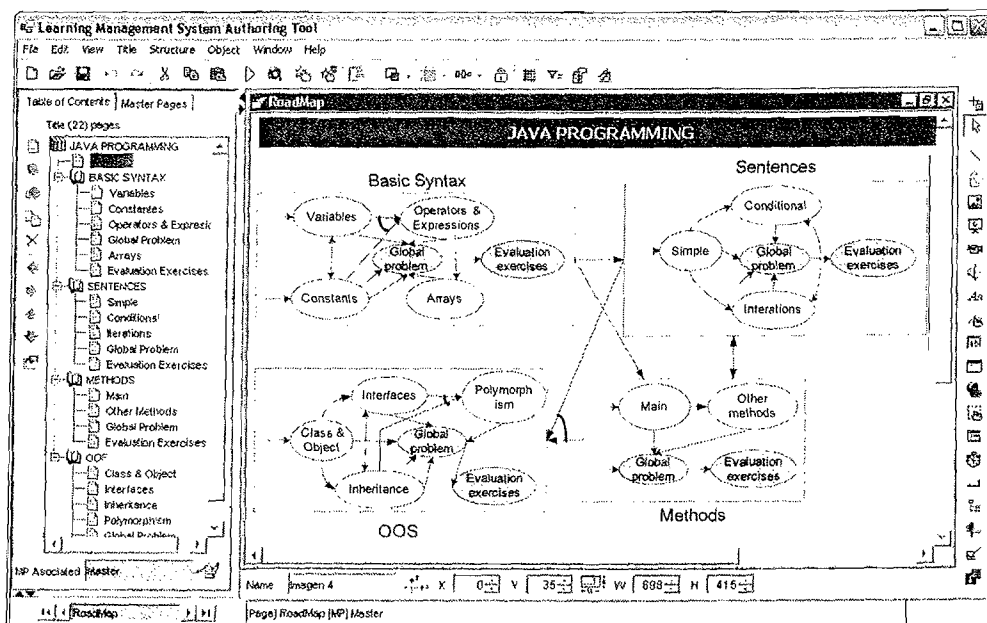 Learning Management System Authoring Tool
File Edit View Title Structure Object Window Help
Table of Contents Master Pages
Title (22) pages
JAVA PROGRAMMING
BASIC SYNTAX
Variables
Constantes
Operators & Expresic
Global Problem
Arrays
Evaluation Exercises
SENTENCES
Simple
Conditional
Iterations
Global Problem
Evaluation Exercises
METHODS
Main
Other Methods
Global Problem
Evaluation Exercises
OOF
Class & Object
Interfaces
Inheritance
Polymorphism
Global Problem
MP Associated Master
RoadMap
RoadMap
JAVA PROGRAMMING
Basic Syntax
Variables
Operators &
Expressions
Global
problem
Evaluation
exercises
Constants
Arrays
Sentences
Conditional
Simple
Global
problem
Evaluation
exercises
Interations
Interfaces
Polymorph
ism
Class &
Object
Global
problem
Inheritance
Evaluation
exercises
OOS
Main
Other
methods
Global
problem
Evaluation
exercises
Methods
Name Imagen 4 X 0 Y 35 W 698 H 415
[Page] RoadMap [MP] Master